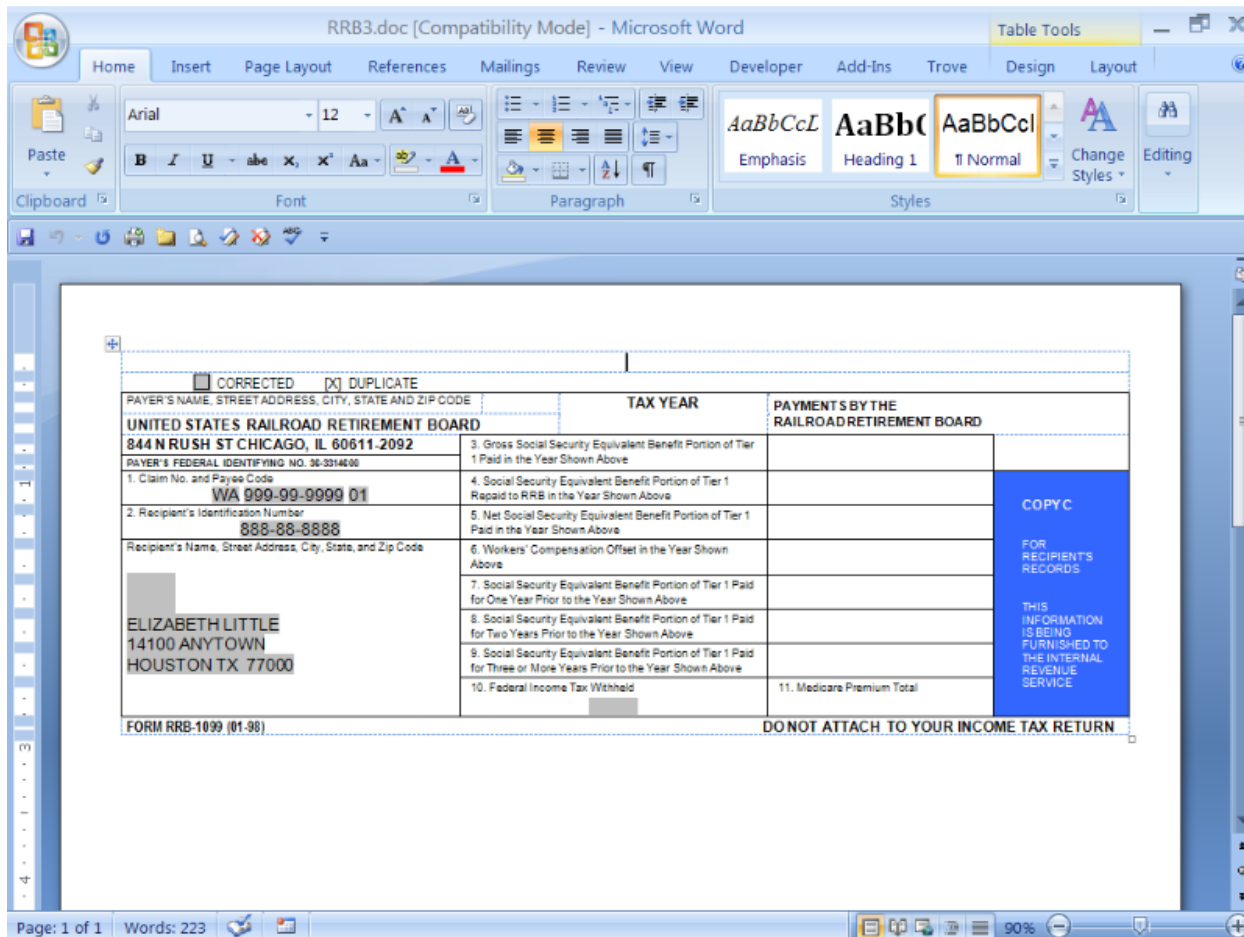 RRB3.doc [Compatibility Mode] - Microsoft Word
Table Tools
Home Insert Page Layout References Mailings Review View Developer Add-Ins Trove Design Layout
Paste
Clipboard
Arial 12
B I U abc x₂ x² Aa A
Font
Paragraph
AaBbCcL AaBb( AaBbCcI
Emphasis Heading 1 ¶ Normal
Change Styles
Styles
Editing
CORRECTED [X] DUPLICATE
PAYER'S NAME, STREET ADDRESS, CITY, STATE AND ZIP CODE
UNITED STATES RAILROAD RETIREMENT BOARD
844 N RUSH ST CHICAGO, IL 60611-2092
PAYER'S FEDERAL IDENTIFYING NO. 36-3314600
TAX YEAR
PAYMENTS BY THE
RAILROAD RETIREMENT BOARD
1. Claim No. and Payee Code
WA 999-99-9999 01
2. Recipient's Identification Number
888-88-8888
Recipient's Name, Street Address, City, State, and Zip Code
ELIZABETH LITTLE
14100 ANYTOWN
HOUSTON TX 77000
3. Gross Social Security Equivalent Benefit Portion of Tier
1 Paid in the Year Shown Above
4. Social Security Equivalent Benefit Portion of Tier 1
Repaid to RRB in the Year Shown Above
5. Net Social Security Equivalent Benefit Portion of Tier 1
Paid in the Year Shown Above
6. Workers' Compensation Offset in the Year Shown
Above
7. Social Security Equivalent Benefit Portion of Tier 1 Paid
for One Year Prior to the Year Shown Above
8. Social Security Equivalent Benefit Portion of Tier 1 Paid
for Two Years Prior to the Year Shown Above
9. Social Security Equivalent Benefit Portion of Tier 1 Paid
for Three or More Years Prior to the Year Shown Above
10. Federal Income Tax Withheld
11. Medicare Premium Total
COPY C
FOR
RECIPIENT'S
RECORDS
THIS
INFORMATION
IS BEING
FURNISHED TO
THE INTERNAL
REVENUE
SERVICE
FORM RRB-1099 (01-98)
DO NOT ATTACH TO YOUR INCOME TAX RETURN
Page: 1 of 1 Words: 223 90%